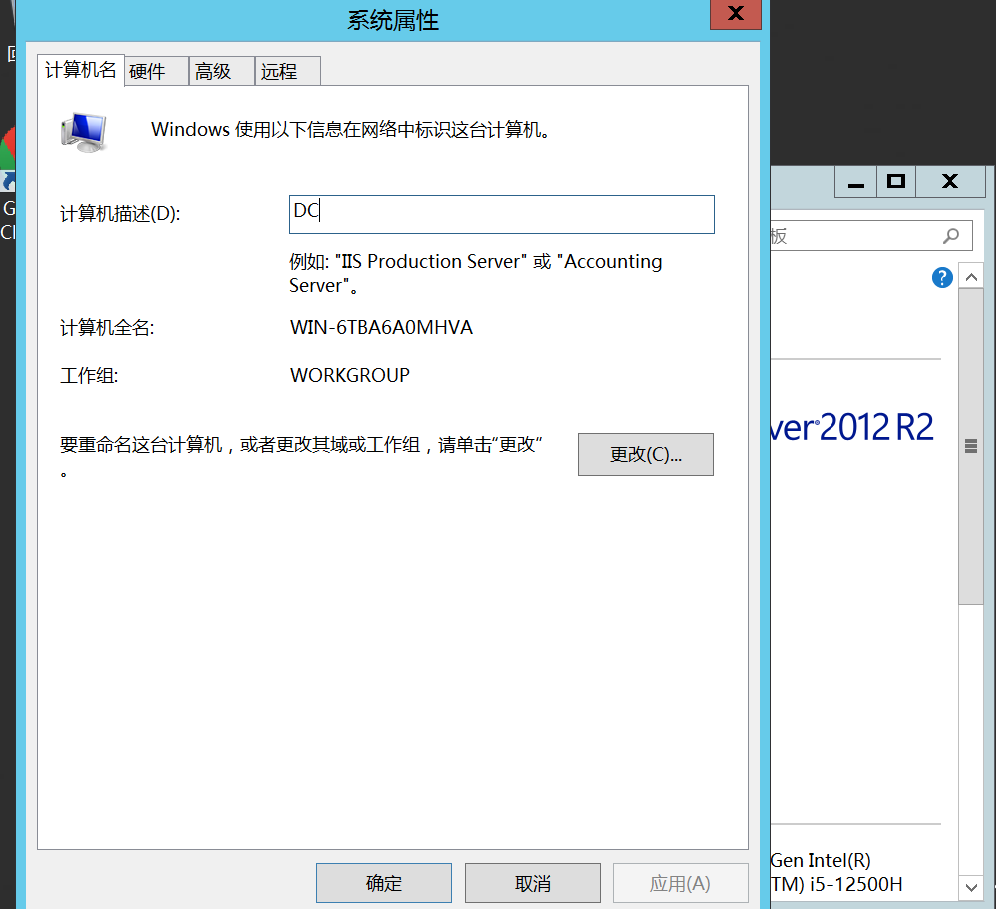 系统属性
计算机名 硬件 高级 远程
Windows 使用以下信息在网络中标识这台计算机。
计算机描述(D):
DC
例如: "IIS Production Server" 或 "Accounting
Server"。
计算机全名:
WIN-6TBA6A0MHVA
工作组:
WORKGROUP
要重命名这台计算机，或者更改其域或工作组，请单击“更改”
。
更改(C)...
确定
取消
应用(A)
板
ver 2012 R2
Gen Intel(R)
TM) i5-12500H